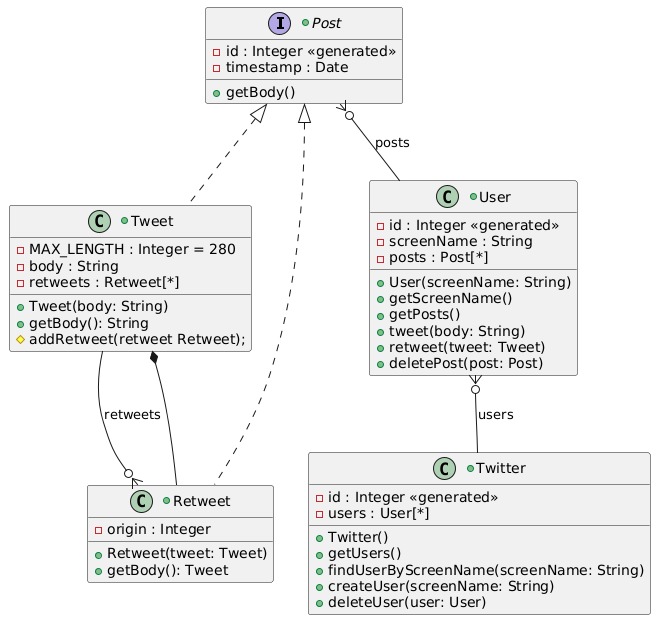 I Post
id : Integer «generated»
timestamp : Date
getBody()
posts
C Tweet
MAX_LENGTH : Integer = 280
body : String
retweets : Retweet[*]
Tweet(body: String)
getBody(): String
addRetweet(retweet Retweet);
C User
id : Integer «generated»
screenName : String
posts : Post[*]
User(screenName: String)
getScreenName()
getPosts()
tweet(body: String)
retweet(tweet: Tweet)
deletePost(post: Post)
retweets
users
C Retweet
origin : Integer
Retweet(tweet: Tweet)
getBody(): Tweet
C Twitter
id : Integer «generated»
users : User[*]
Twitter()
getUsers()
findUserByScreenName(screenName: String)
createUser(screenName: String)
deleteUser(user: User)